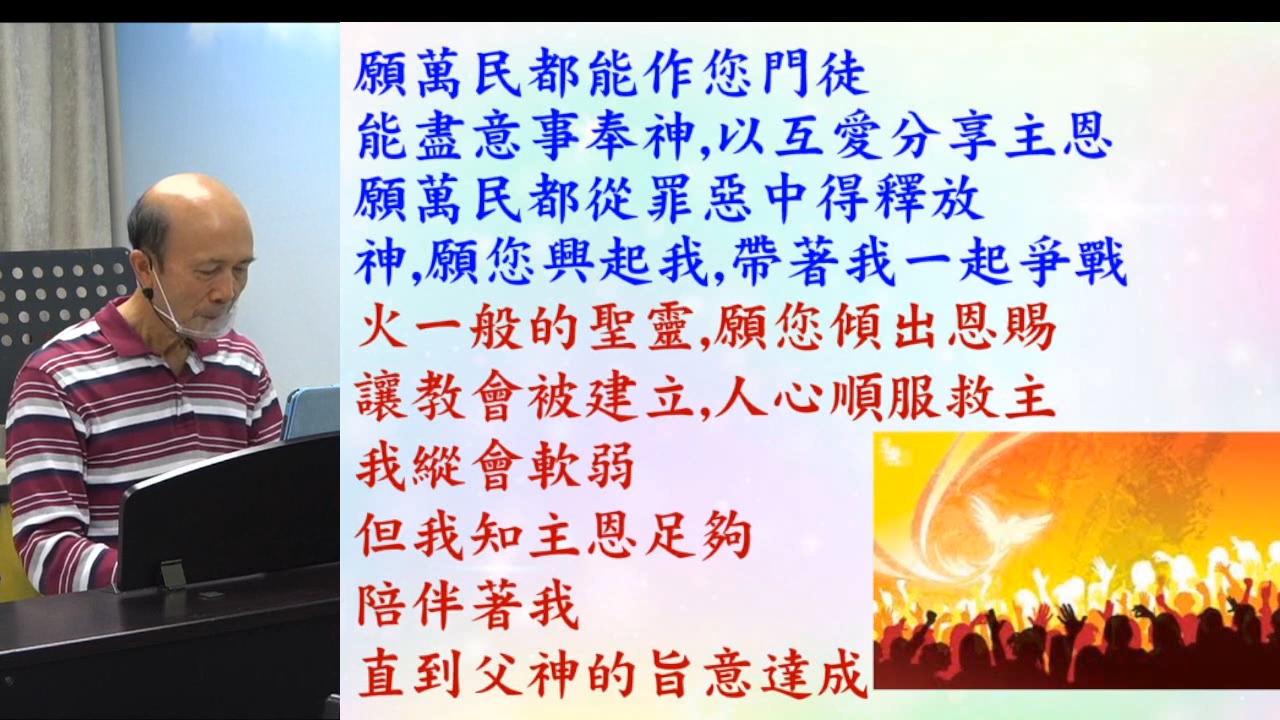 願萬民都能作您門徒
能盡意事奉神,以互愛分享主恩
願萬民都從罪惡中得釋放
神,願您興起我,帶著我一起爭戰
火一般的聖靈,願您傾出恩賜
讓教會被建立,人心順服救主
我縱會軟弱
但我知主恩足夠
陪伴著我
直到父神的旨意達成